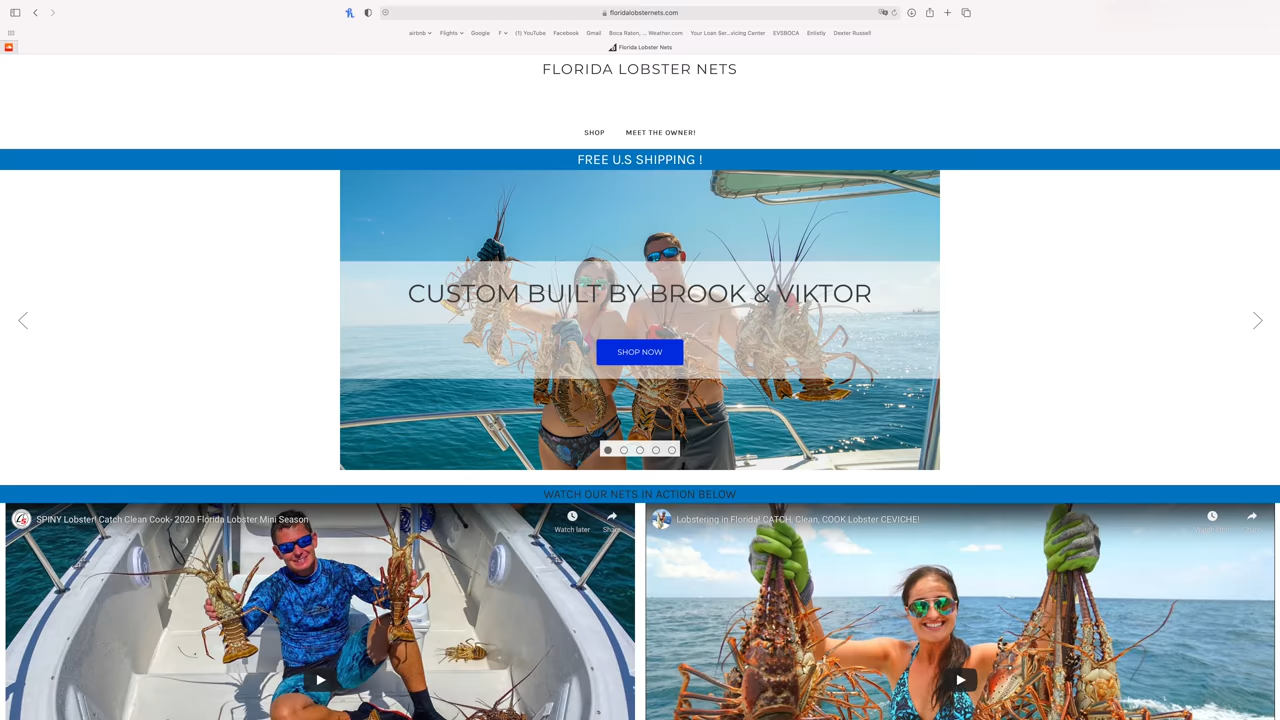 floridalobsternets.com
airbnb
Flights
Google
F
(1) YouTube
Facebook
Gmail
Boca Raton, ... Weather.com
Your Loan Ser...vicing Center
EVSBOCA
Enlistly
Dexter Russell
Florida Lobster Nets
FLORIDA LOBSTER NETS
SHOP
MEET THE OWNER!
FREE U.S SHIPPING !
CUSTOM BUILT BY BROOK & VIKTOR
SHOP NOW
WATCH OUR NETS IN ACTION BELOW
SPINY Lobster! Catch Clean Cook- 2020 Florida Lobster Mini Season
Watch later
Share
Lobstering in Florida! CATCH, Clean, COOK Lobster CEVICHE!
Watch later